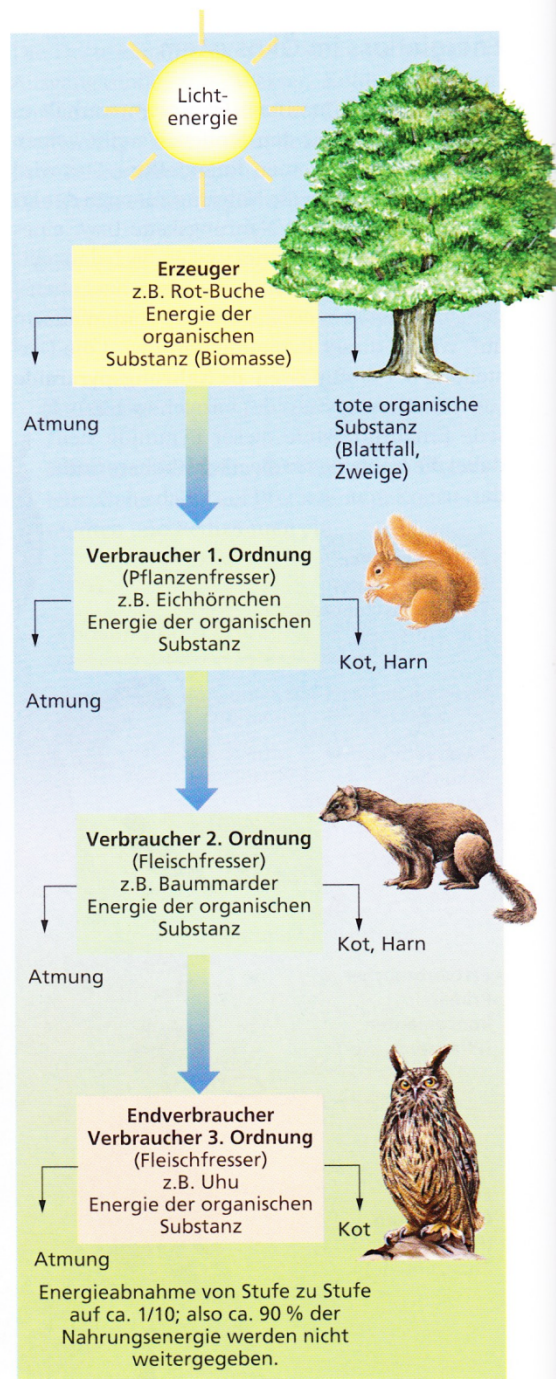 Licht-
energie
Erzeuger
z.B. Rot-Buche
Energie der
organischen
Substanz (Biomasse)
Atmung
tote organische
Substanz
(Blattfall,
Zweige)
Verbraucher 1. Ordnung
(Pflanzenfresser)
z.B. Eichhörnchen
Energie der organischen
Substanz
Kot, Harn
Atmung
Verbraucher 2. Ordnung
(Fleischfresser)
z.B. Baummarder
Energie der organischen
Substanz
Kot, Harn
Atmung
Endverbraucher
Verbraucher 3. Ordnung
(Fleischfresser)
z.B. Uhu
Energie der organischen
Substanz
Kot
Atmung
Energieabnahme von Stufe zu Stufe
auf ca. 1/10; also ca. 90 % der
Nahrungsenergie werden nicht
weitergegeben.